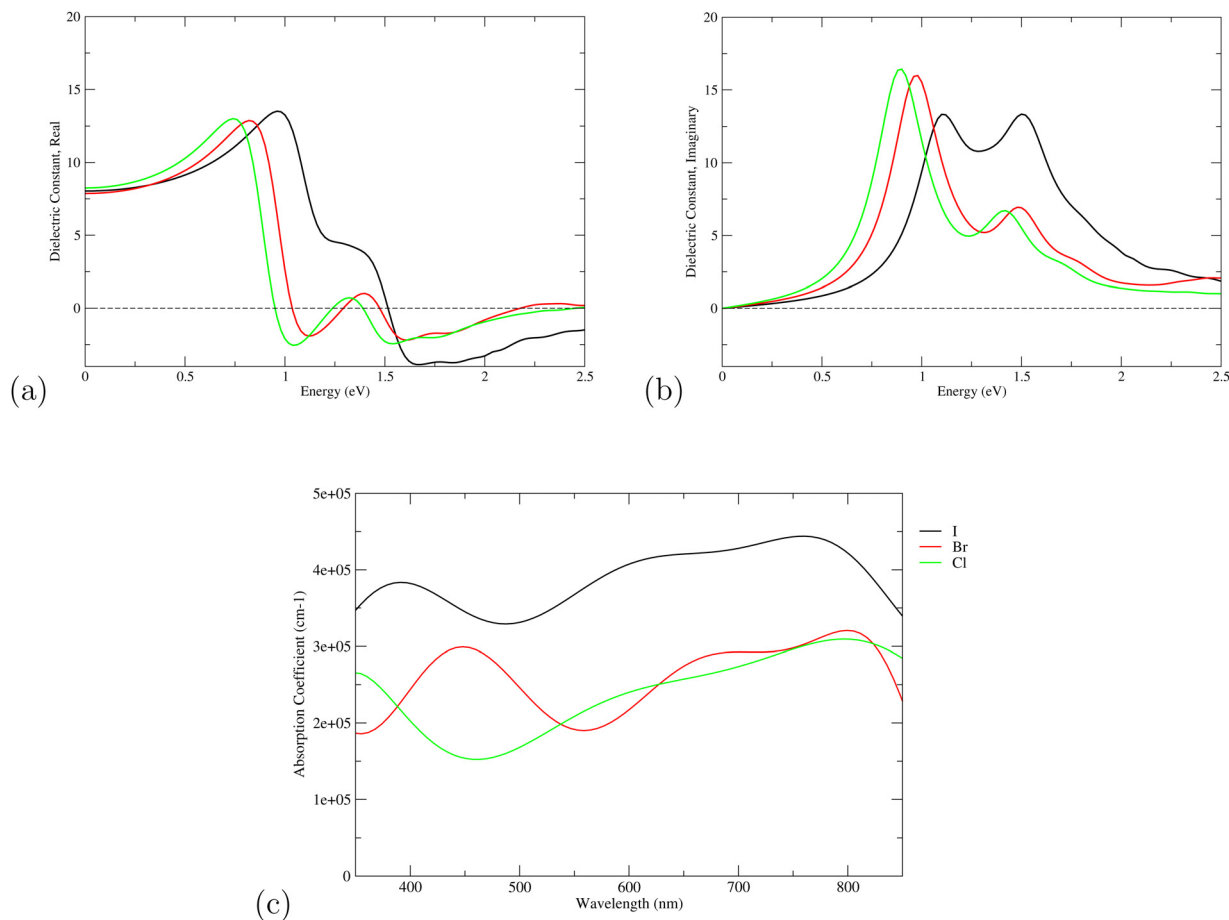 20
15
10
5
0
Dielectric Constant, Real
0
0.5
1
1.5
2
2.5
Energy (eV)
(a)
20
15
10
5
0
Dielectric Constant, Imaginary
0
0.5
1
1.5
2
2.5
Energy (eV)
(b)
5e+05
4e+05
3e+05
2e+05
1e+05
0
Absorption Coefficient (cm-1)
400
500
600
700
800
Wavelength (nm)
I
Br
Cl
(c)